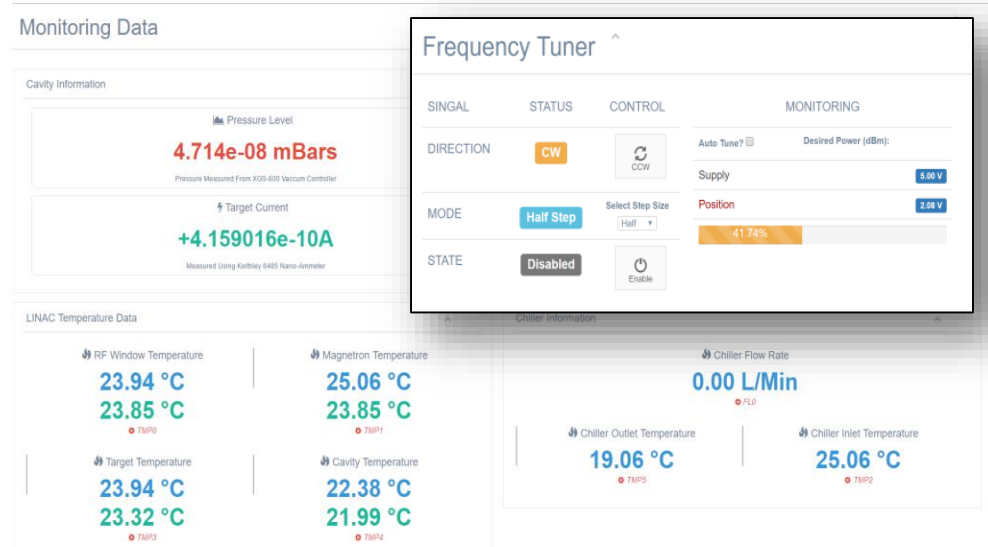 Monitoring Data
Cavity Information
Pressure Level
4.714e-08 mBars
Pressure Measured From XGS-600 Vaccum Controller
Target Current
+4.159016e-10A
Measured Using Keithley 6485 Nano-Ammeter
Frequency Tuner
SINGAL STATUS CONTROL MONITORING
DIRECTION CW CCW
Auto Tune? Desired Power (dBm):
Supply 5.00 V
MODE Half Step Select Step Size Half
Position 2.08 V
41.74%
STATE Disabled Enable
LINAC Temperature Data
RF Window Temperature
23.94 °C
23.85 °C
TMP0
Magnetron Temperature
25.06 °C
23.85 °C
TMP1
Target Temperature
23.94 °C
23.32 °C
TMP3
Cavity Temperature
22.38 °C
21.99 °C
TMP4
Chiller Information
Chiller Flow Rate
0.00 L/Min
FL0
Chiller Outlet Temperature
19.06 °C
TMP5
Chiller Inlet Temperature
25.06 °C
TMP2